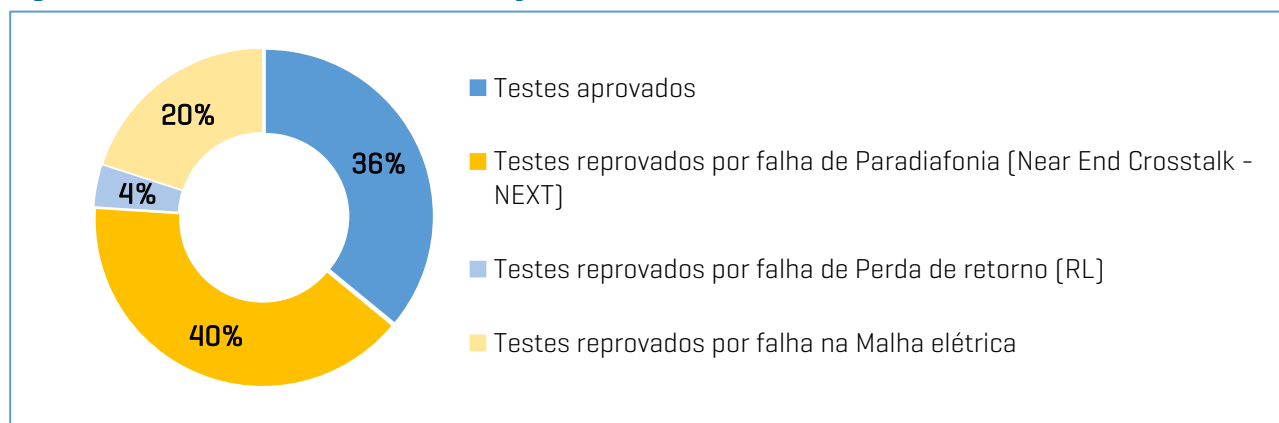 20%
36%
4%
40%
Testes aprovados
Testes reprovados por falha de Paradiafonia (Near End Crosstalk -
NEXT)
Testes reprovados por falha de Perda de retorno (RL)
Testes reprovados por falha na Malha elétrica